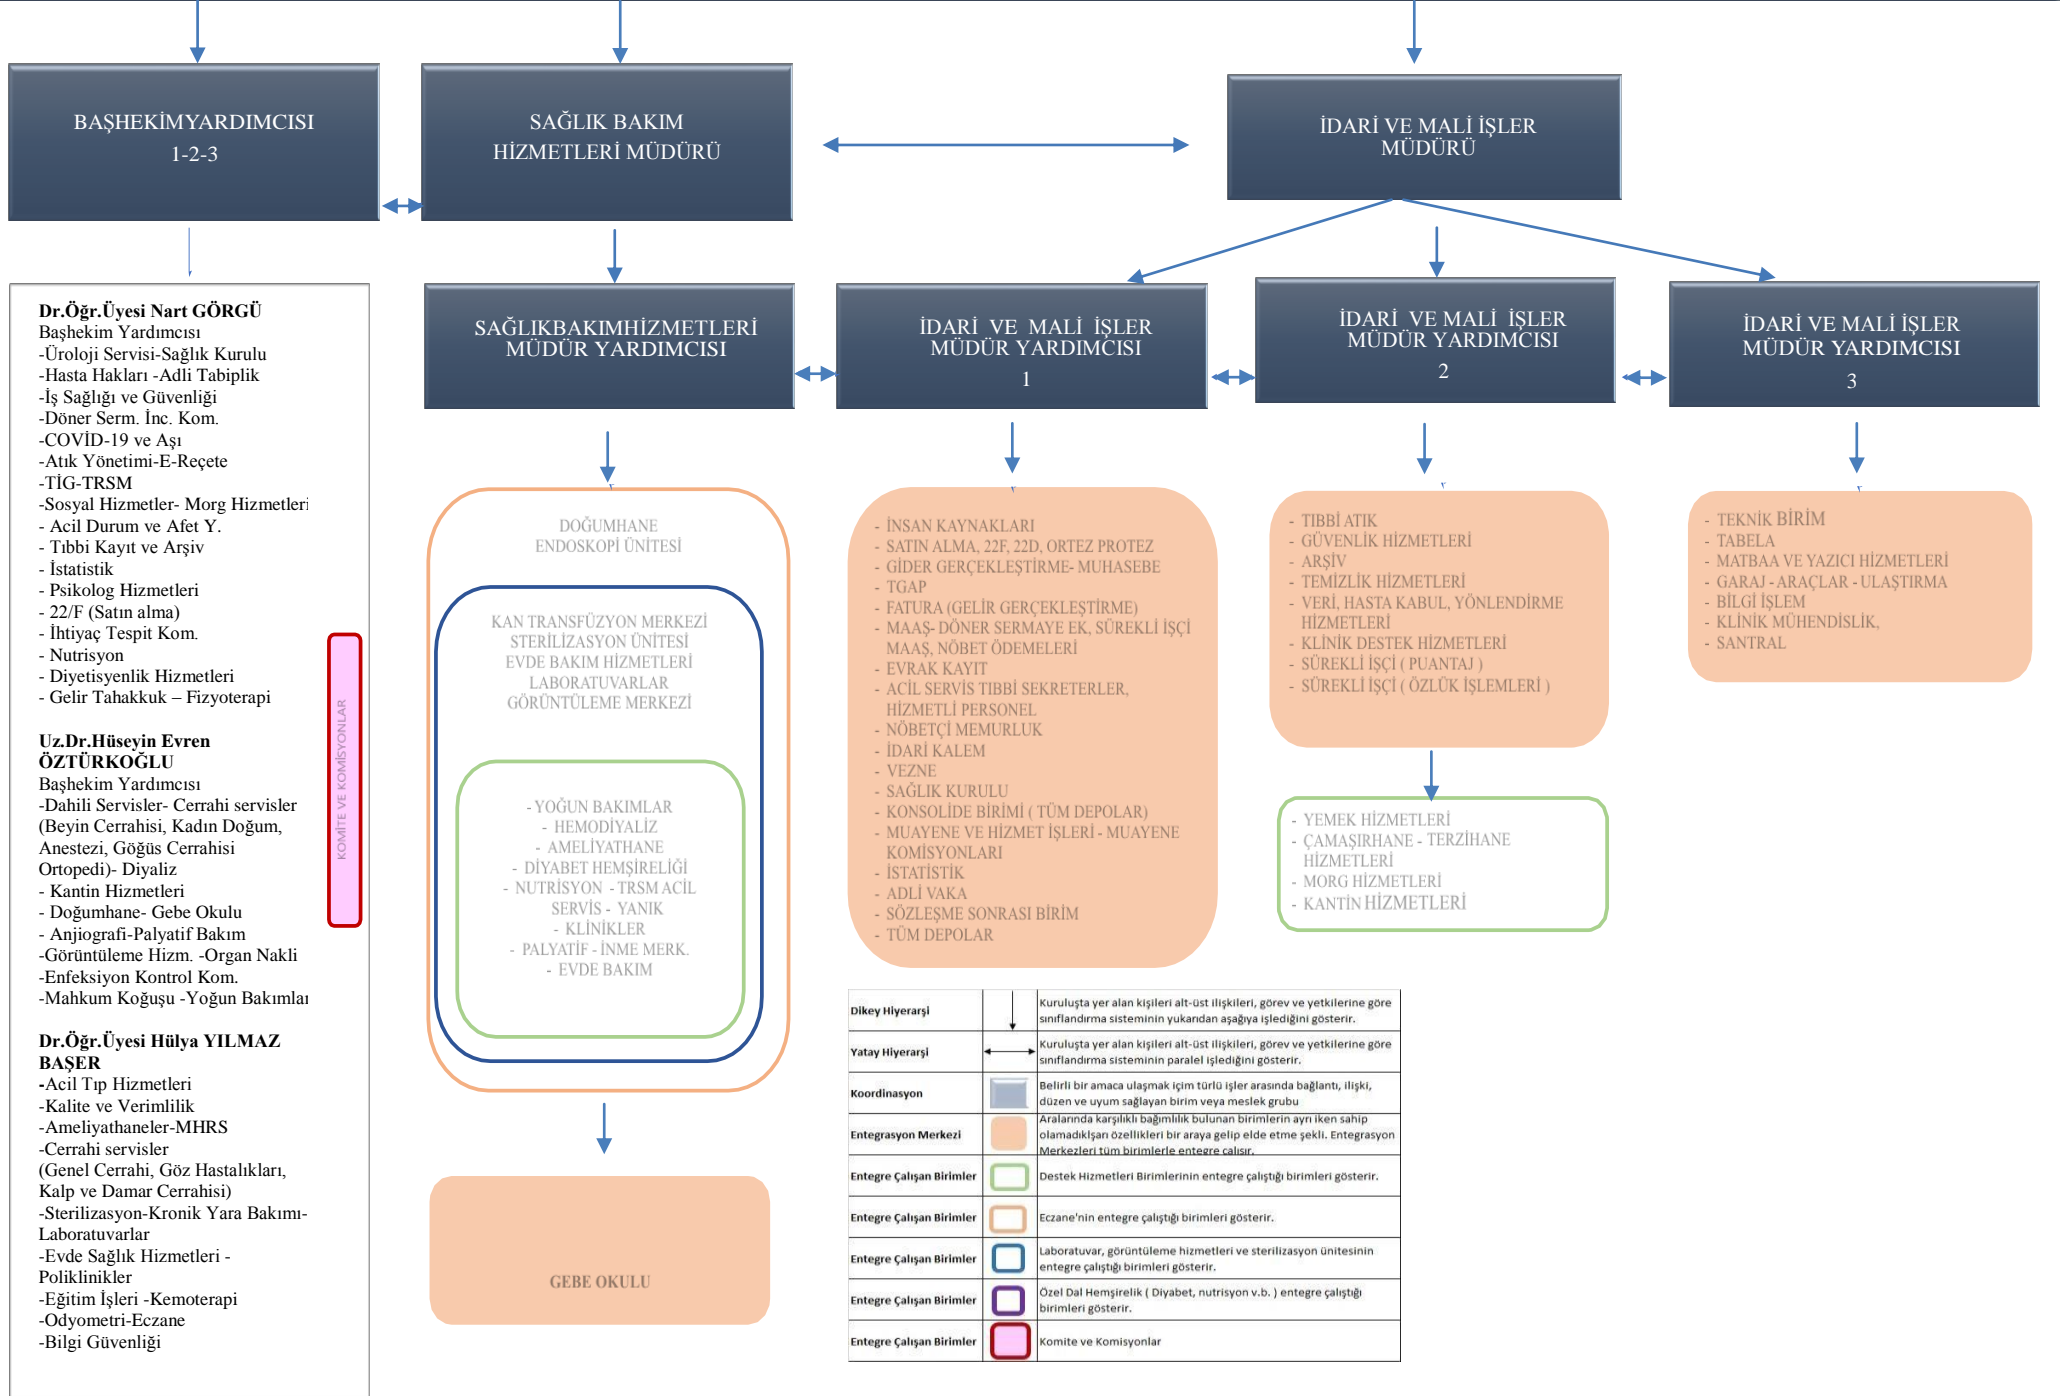 BAŞHEKİMYARDIMCISI
1-2-3
SAĞLIK BAKIM
HİZMETLERİ MÜDÜRÜ
İDARİ VE MALİ İŞLER
MÜDÜRÜ
SAĞLIKBAKIMHİZMETLERİ
MÜDÜR YARDIMCISI
İDARİ VE MALİ İŞLER
MÜDÜR YARDIMCISI
1
İDARİ VE MALİ İŞLER
MÜDÜR YARDIMCISI
2
İDARİ VE MALİ İŞLER
MÜDÜR YARDIMCISI
3
Dr.Öğr.Üyesi Nart GÖRGÜ
Başhekim Yardımcısı
-Üroloji Servisi-Sağlık Kurulu
-Hasta Hakları -Adli Tabiplik
-İş Sağlığı ve Güvenliği
-Döner Serm. İnc. Kom.
-COVİD-19 ve Aşı
-Atık Yönetimi-E-Reçete
-TİG-TRSM
-Sosyal Hizmetler- Morg Hizmetleri
- Acil Durum ve Afet Y.
- Tıbbi Kayıt ve Arşiv
- İstatistik
- Psikolog Hizmetleri
- 22/F (Satın alma)
- İhtiyaç Tespit Kom.
- Nutrisyon
- Diyetisyenlik Hizmetleri
- Gelir Tahakkuk – Fizyoterapi
Uz.Dr.Hüseyin Evren
ÖZTÜRKOĞLU
Başhekim Yardımcısı
-Dahili Servisler- Cerrahi servisler
(Beyin Cerrahisi, Kadın Doğum,
Anestezi, Göğüs Cerrahisi
Ortopedi)- Diyaliz
- Kantin Hizmetleri
- Doğumhane- Gebe Okulu
- Anjiografi-Palyatif Bakım
-Görüntüleme Hizm. -Organ Nakli
-Enfeksiyon Kontrol Kom.
-Mahkum Koğuşu -Yoğun Bakımlar
Dr.Öğr.Üyesi Hülya YILMAZ
BAŞER
-Acil Tıp Hizmetleri
-Kalite ve Verimlilik
-Ameliyathaneler-MHRS
-Cerrahi servisler
(Genel Cerrahi, Göz Hastalıkları,
Kalp ve Damar Cerrahisi)
-Sterilizasyon-Kronik Yara Bakımı-
Laboratuvarlar
-Evde Sağlık Hizmetleri -
Poliklinikler
-Eğitim İşleri -Kemoterapi
-Odyometri-Eczane
-Bilgi Güvenliği
KOMİTE VE KOMİSYONLAR
DOĞUMHANE
ENDOSKOPİ ÜNİTESİ
KAN TRANSFÜZYON MERKEZİ
STERİLİZASYON ÜNİTESİ
EVDE BAKIM HİZMETLERİ
LABORATUVARLAR
GÖRÜNTÜLEME MERKEZİ
- YOĞUN BAKIMLAR
- HEMODİYALİZ
- AMELİYATHANE
- DİYABET HEMŞİRELİĞİ
- NUTRİSYON - TRSM ACİL
SERVİS - YANIK
- KLİNİKLER
- PALYATİF - İNME MERK.
- EVDE BAKIM
GEBE OKULU
- İNSAN KAYNAKLARI
- SATIN ALMA, 22F, 22D, ORTEZ PROTEZ
- GİDER GERÇEKLEŞTİRME- MUHASEBE
- TGAP
- FATURA (GELİR GERÇEKLEŞTİRME)
- MAAŞ- DÖNER SERMAYE EK, SÜREKLİ İŞÇİ
MAAŞ, NÖBET ÖDEMELERİ
- EVRAK KAYIT
- ACİL SERVİS TIBBİ SEKRETERLER,
HİZMETLİ PERSONEL
- NÖBETÇİ MEMURLUK
- İDARİ KALEM
- VEZNE
- SAĞLIK KURULU
- KONSOLİDE BİRİMİ ( TÜM DEPOLAR)
- MUAYENE VE HİZMET İŞLERİ - MUAYENE
KOMİSYONLARI
- İSTATİSTİK
- ADLİ VAKA
- SÖZLEŞME SONRASI BİRİM
- TÜM DEPOLAR
- TIBBİ ATIK
- GÜVENLİK HİZMETLERİ
- ARŞİV
- TEMİZLİK HİZMETLERİ
- VERİ, HASTA KABUL, YÖNLENDİRME
HİZMETLERİ
- KLİNİK DESTEK HİZMETLERİ
- SÜREKLİ İŞÇİ ( PUANTAJ )
- SÜREKLİ İŞÇİ ( ÖZLÜK İŞLEMLERİ )
- YEMEK HİZMETLERİ
- ÇAMAŞIRHANE - TERZİHANE
HİZMETLERİ
- MORG HİZMETLERİ
- KANTİN HİZMETLERİ
- TEKNİK BİRİM
- TABELA
- MATBAA VE YAZICI HİZMETLERİ
- GARAJ - ARAÇLAR - ULAŞTIRMA
- BİLGİ İŞLEM
- KLİNİK MÜHENDİSLİK,
- SANTRAL
Dikey Hiyerarşi
Kuruluşta yer alan kişileri alt-üst ilişkileri, görev ve yetkilerine göre
sınıflandırma sisteminin yukarıdan aşağıya işlediğini gösterir.
Yatay Hiyerarşi
Kuruluşta yer alan kişileri alt-üst ilişkileri, görev ve yetkilerine göre
sınıflandırma sisteminin paralel işlediğini gösterir.
Koordinasyon
Belirli bir amaca ulaşmak içim türlü işler arasında bağlantı, ilişki,
düzen ve uyum sağlayan birim veya meslek grubu
Entegrasyon Merkezi
Aralarında karşılıklı bağımlılık bulunan birimlerin ayrı iken sahip
olamadıklşarı özellikleri bir araya gelip elde etme şekli. Entegrasyon
Merkezleri tüm birimlerle entegre çalışır.
Entegre Çalışan Birimler
Destek Hizmetleri Birimlerinin entegre çalıştığı birimleri gösterir.
Entegre Çalışan Birimler
Eczane'nin entegre çalıştığı birimleri gösterir.
Entegre Çalışan Birimler
Laboratuvar, görüntüleme hizmetleri ve sterilizasyon ünitesinin
entegre çalıştığı birimleri gösterir.
Entegre Çalışan Birimler
Özel Dal Hemşirelik ( Diyabet, nutrisyon v.b. ) entegre çalıştığı
birimleri gösterir.
Entegre Çalışan Birimler
Komite ve Komisyonlar